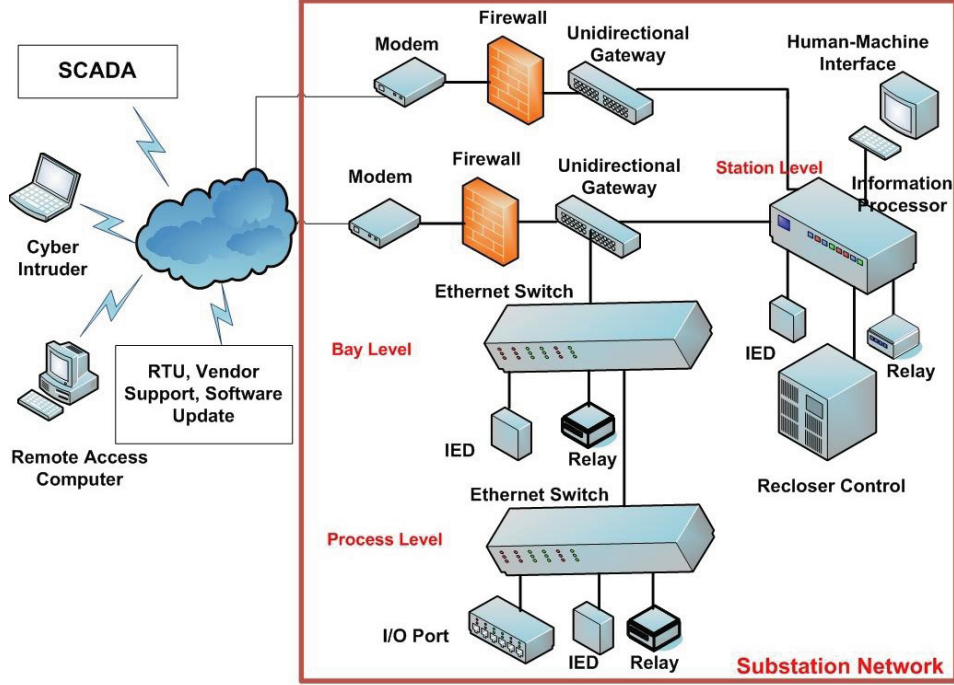 Firewall
Unidirectional
Gateway
Modem
Human-Machine
Interface
SCADA
Firewall
Unidirectional
Gateway
Modem
Station Level
Information
Processor
Cyber
Intruder
Ethernet Switch
Bay Level
IED
Relay
RTU, Vendor
Support, Software
Update
IED
Relay
Remote Access
Computer
Recloser Control
Ethernet Switch
Process Level
I/O Port
IED
Relay
Substation Network